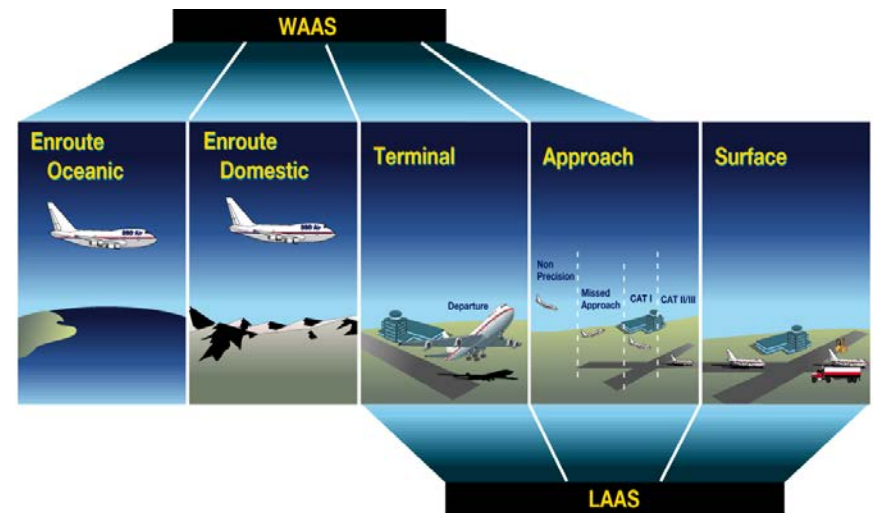 WAAS
Enroute
Oceanic
Enroute
Domestic
Terminal
Approach
Surface
Non
Precision
Missed
Approach
CAT I
CAT II/III
Departure
LAAS